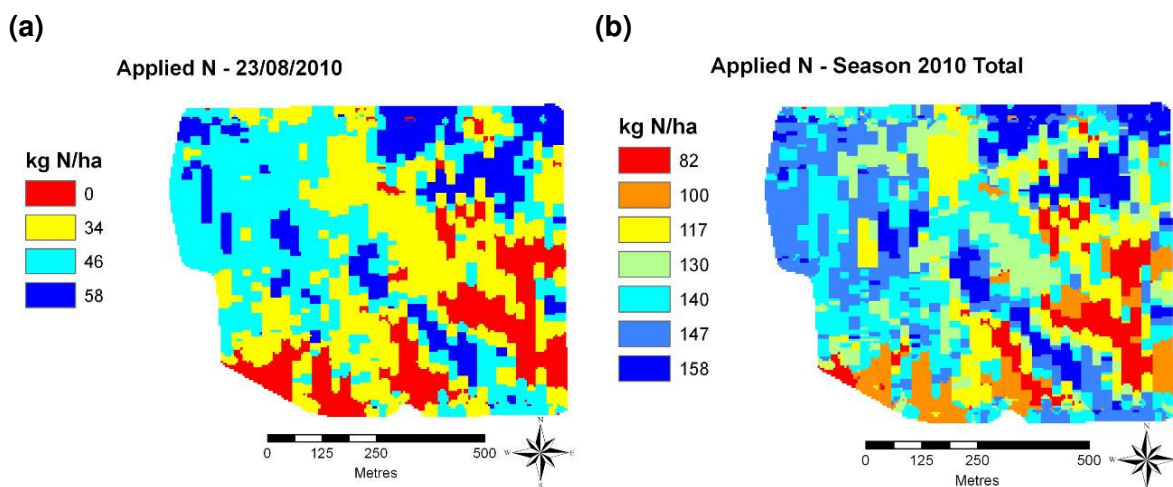 (a)
Applied N - 23/08/2010
kg N/ha
0
34
46
58
N
W E
S
0 125 250 500
Metres
(b)
Applied N - Season 2010 Total
kg N/ha
82
100
117
130
140
147
158
N
W E
S
0 125 250 500
Metres